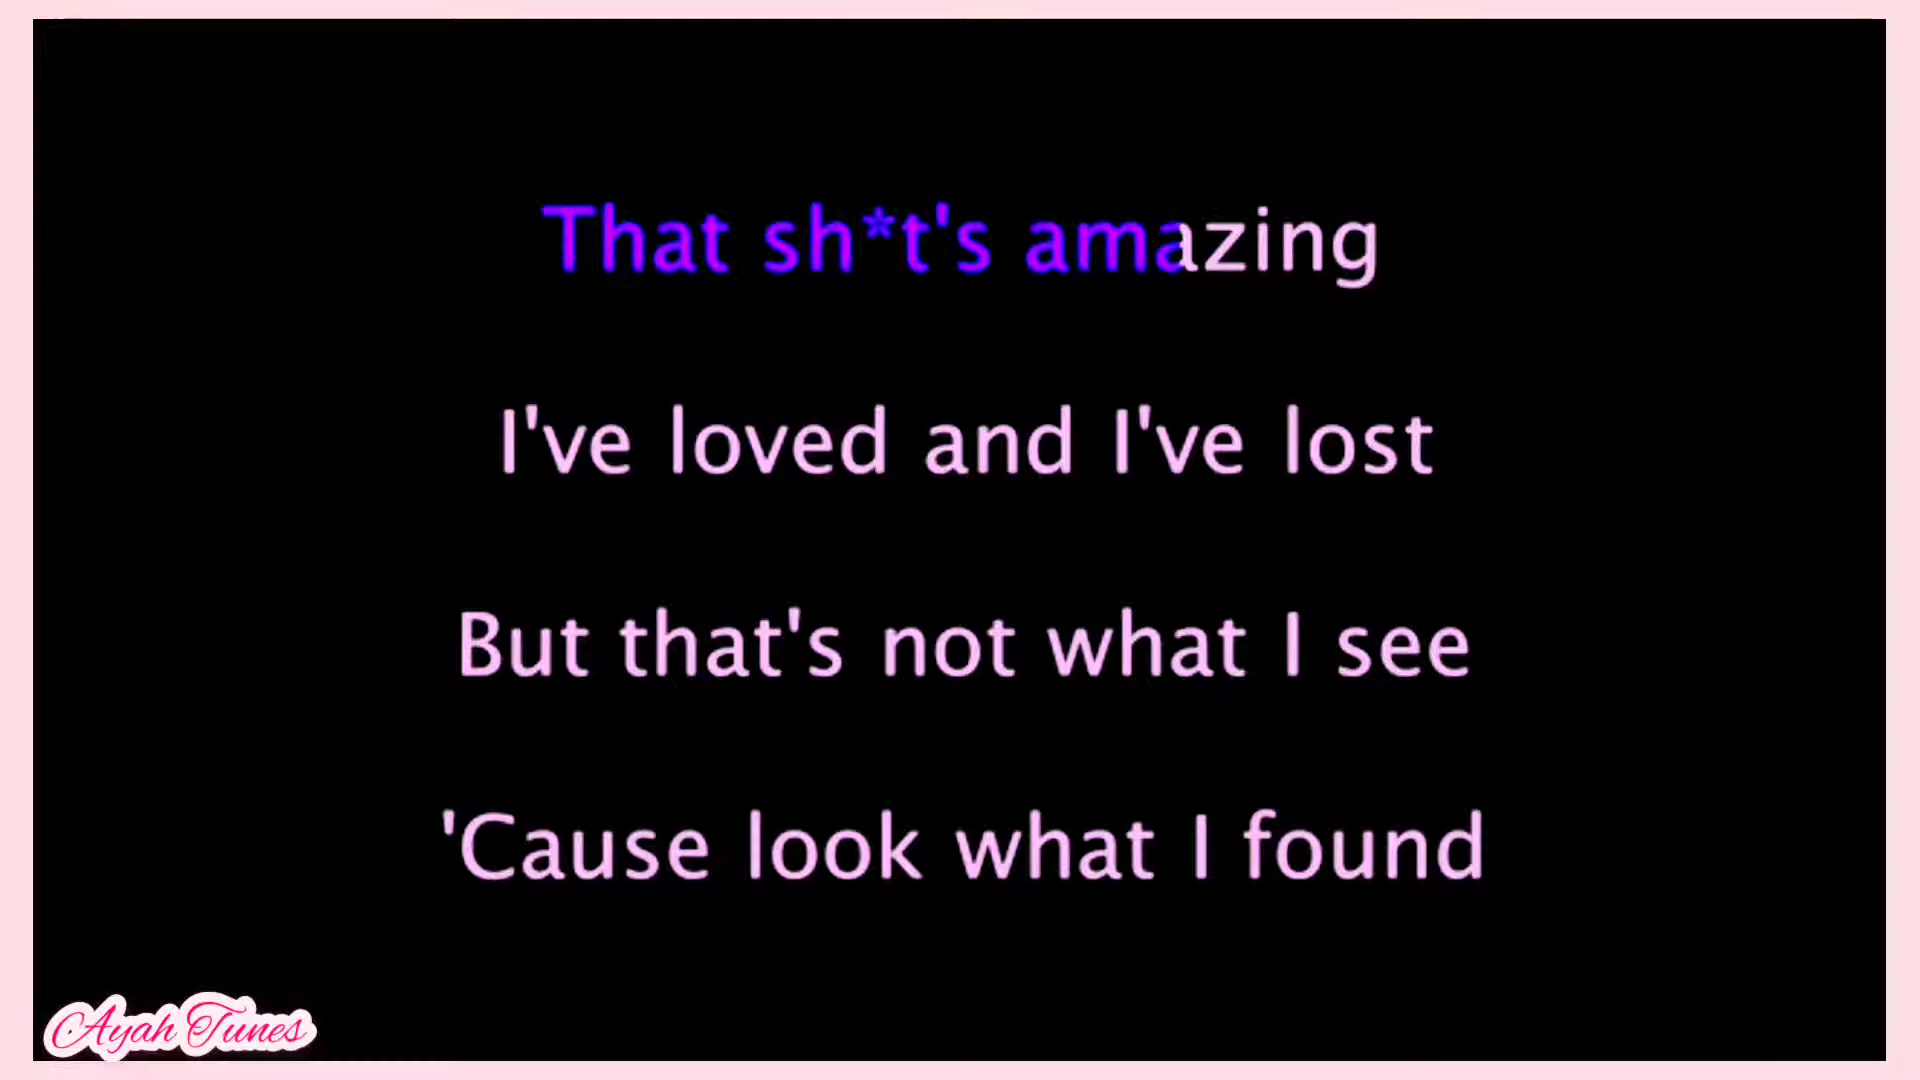 That sh*t's amazing
I've loved and I've lost
But that's not what I see
'Cause look what I found
Ayah Tunes